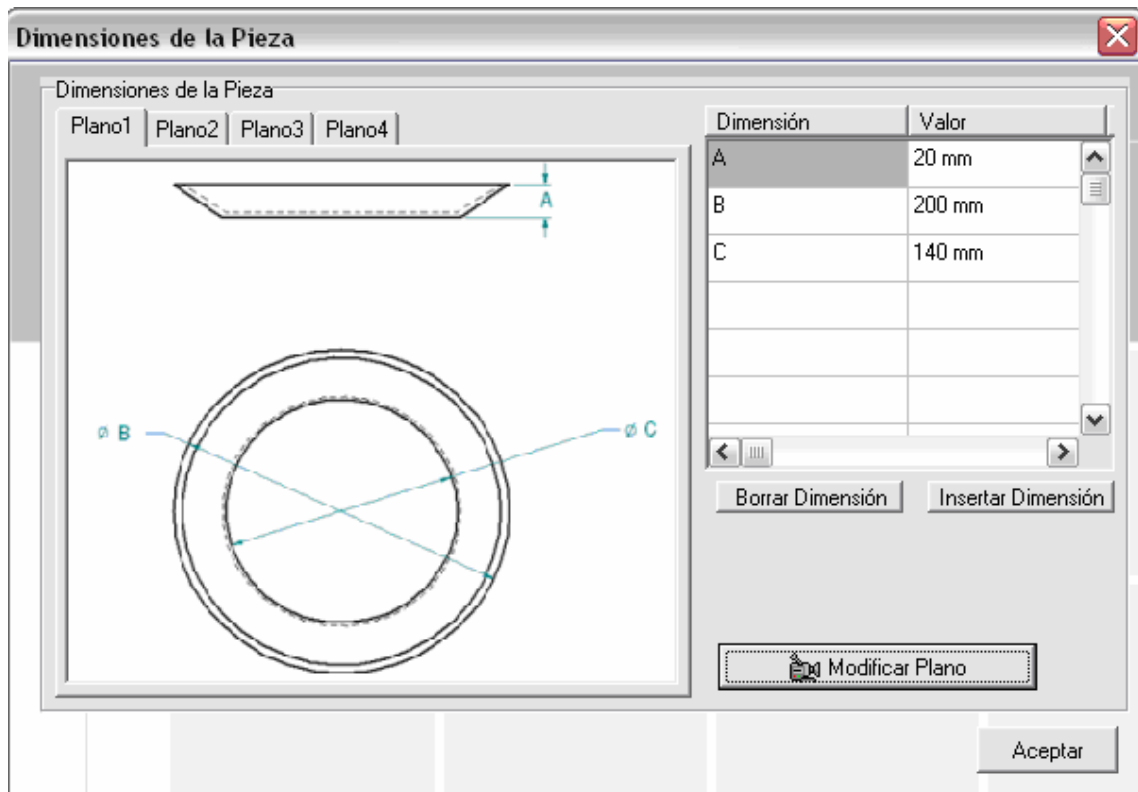 Dimensiones de la Pieza
Dimensiones de la Pieza
Plano1 Plano2 Plano3 Plano4
Dimensión Valor
A 20 mm
B 200 mm
C 140 mm
A
ø B
ø C
Borrar Dimensión Insertar Dimensión
Modificar Plano
Aceptar